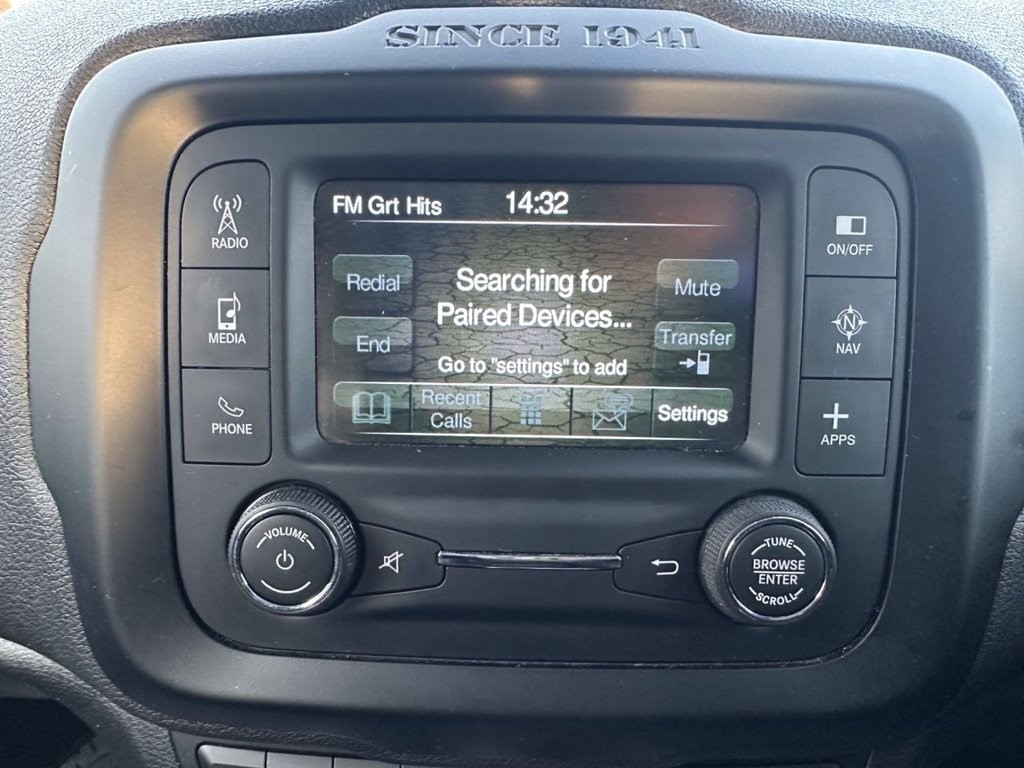 SINCE 1941
RADIO
MEDIA
PHONE
FM Grt Hits 14:32
Redial
End
Searching for
Paired Devices...
Go to "settings" to add
Mute
Transfer
Recent
Calls
Settings
ON/OFF
N
NAV
APPS
VOLUME
TUNE
BROWSE
ENTER
SCROLL